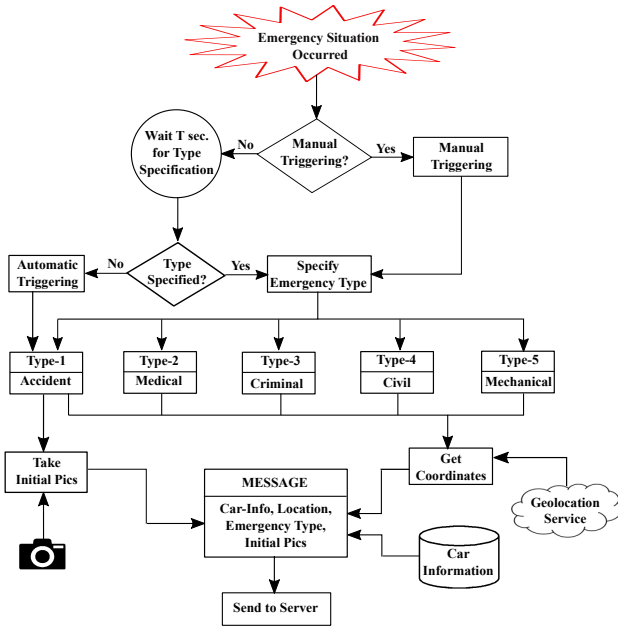 Emergency Situation
Occurred
Wait T sec.
for Type
Specification
No
Manual
Triggering?
Yes
Manual
Triggering
Automatic
Triggering
No
Type
Specified?
Yes
Specify
Emergency Type
Type-1
Accident
Type-2
Medical
Type-3
Criminal
Type-4
Civil
Type-5
Mechanical
Take
Initial Pics
MESSAGE
Car-Info, Location,
Emergency Type,
Initial Pics
Get
Coordinates
Geolocation
Service
Car
Information
Send to Server